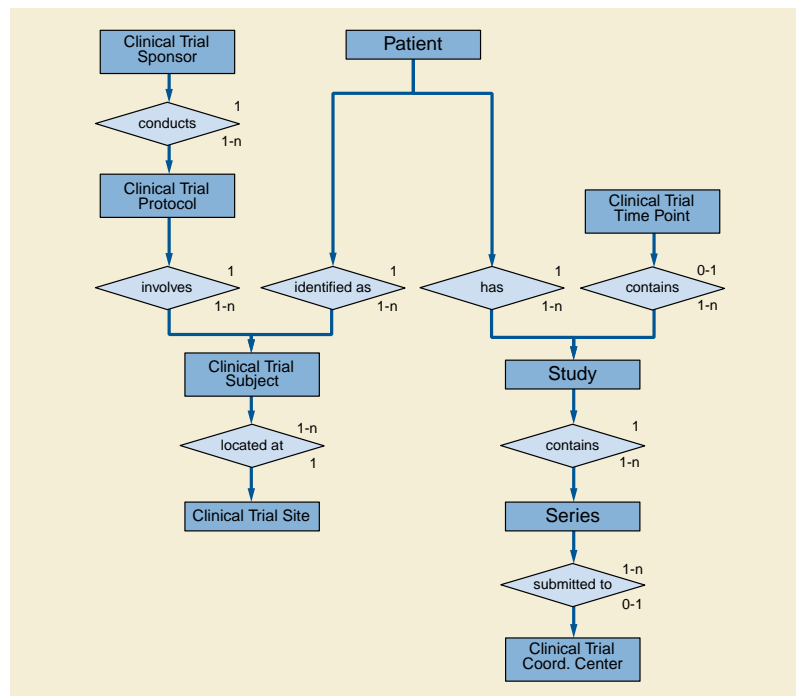 Clinical Trial
Sponsor
Patient
1
conducts
1-n
Clinical Trial
Protocol
Clinical Trial
Time Point
1
involves
1-n
1
identified as
1-n
1
has
1-n
0-1
contains
1-n
Clinical Trial
Subject
Study
1-n
located at
1
1
contains
1-n
Clinical Trial Site
Series
1-n
submitted to
0-1
Clinical Trial
Coord. Center